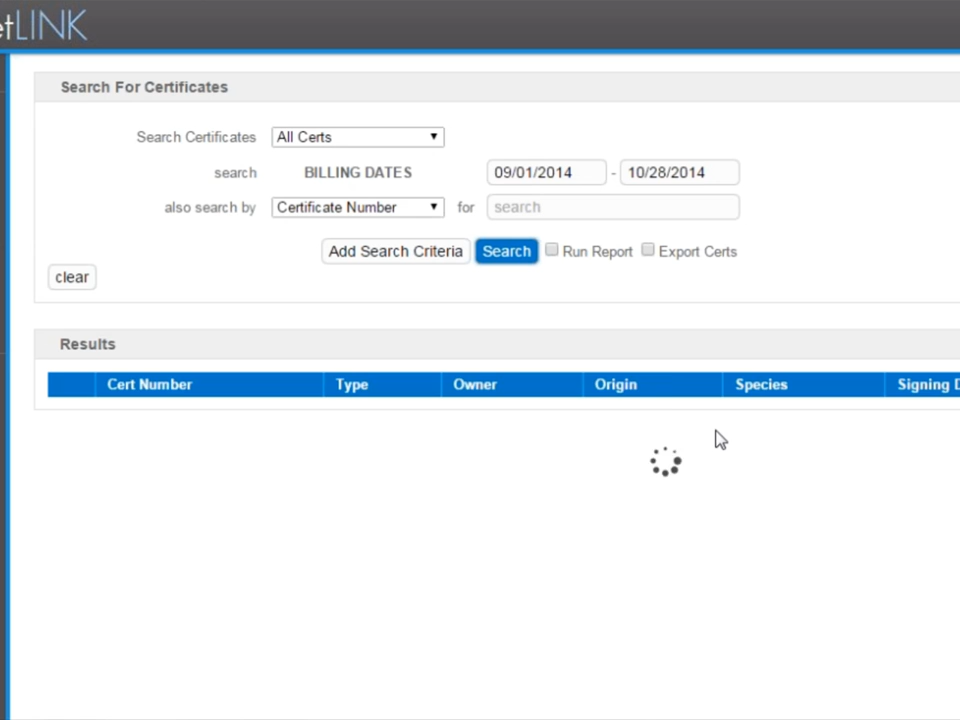 etLINK
Search For Certificates
Search Certificates All Certs
search BILLING DATES 09/01/2014 - 10/28/2014
also search by Certificate Number for search
Add Search Criteria Search Run Report Export Certs
clear
Results
Cert Number Type Owner Origin Species Signing D